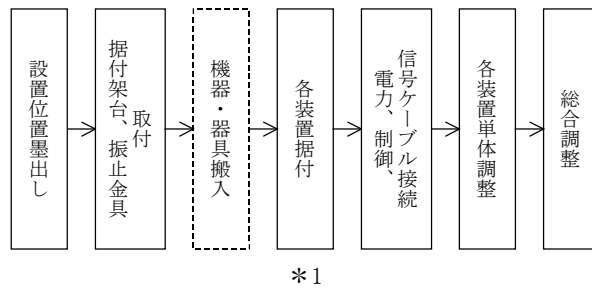 設置位置墨出し
据付架台、振止金具
取付
機器・器具搬入
各装置据付
電力、制御、
信号ケーブル接続
各装置単体調整
総合調整
＊1